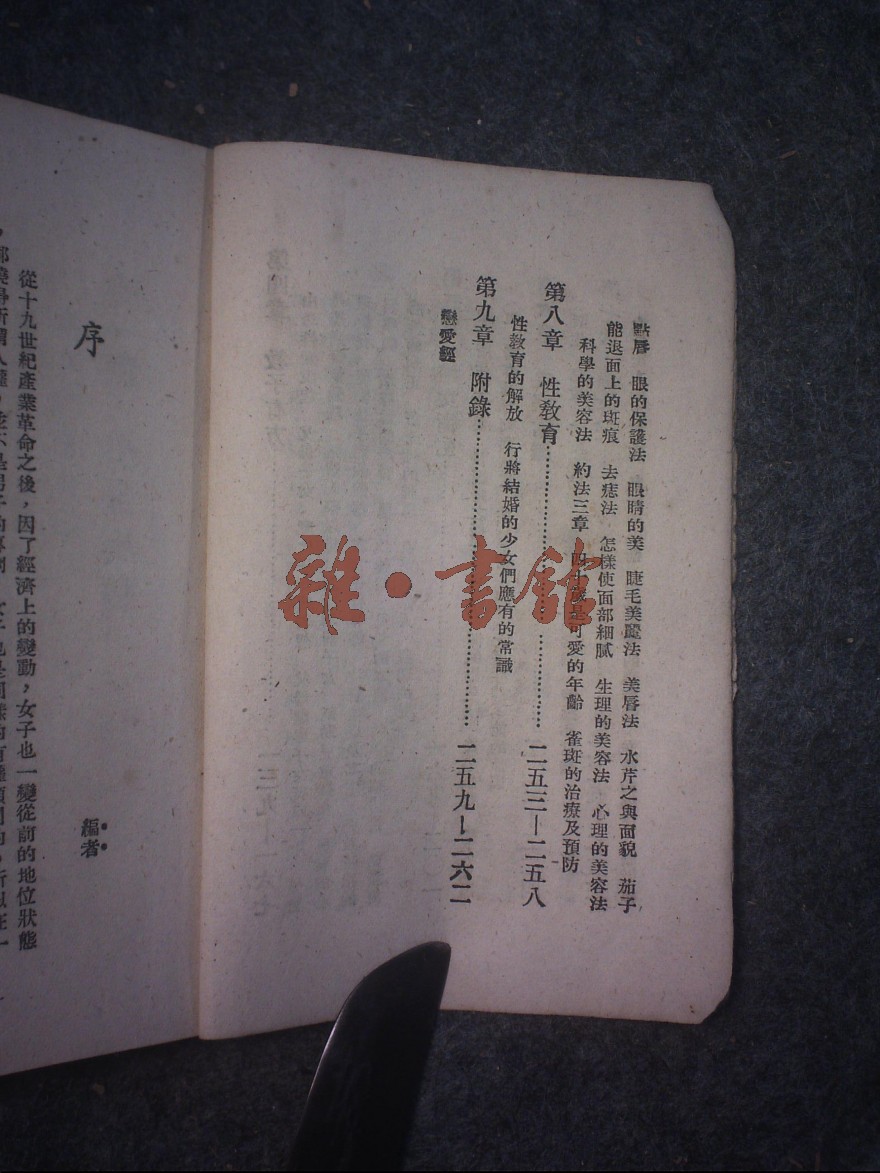 點唇 眼的保護法 眼睛的美 睫毛美麗法 美唇法 水芹之與面貌 茄子
能退面上的斑痕 去痣法 怎樣使面部細膩 生理的美容法 心理的美容法
科學的美容法 約法三章 四十歲是可愛的年齡 雀斑的治療及預防
第八章 性教育……………………二五三—二五八
性教育的解放 行將結婚的少女們應有的常識
第九章 附錄……………………二五九—二六二
戀愛經
序
編者
從十九世紀產業革命之後，因了經濟上的變動，女子也一變從前的地位狀態
雜·書館